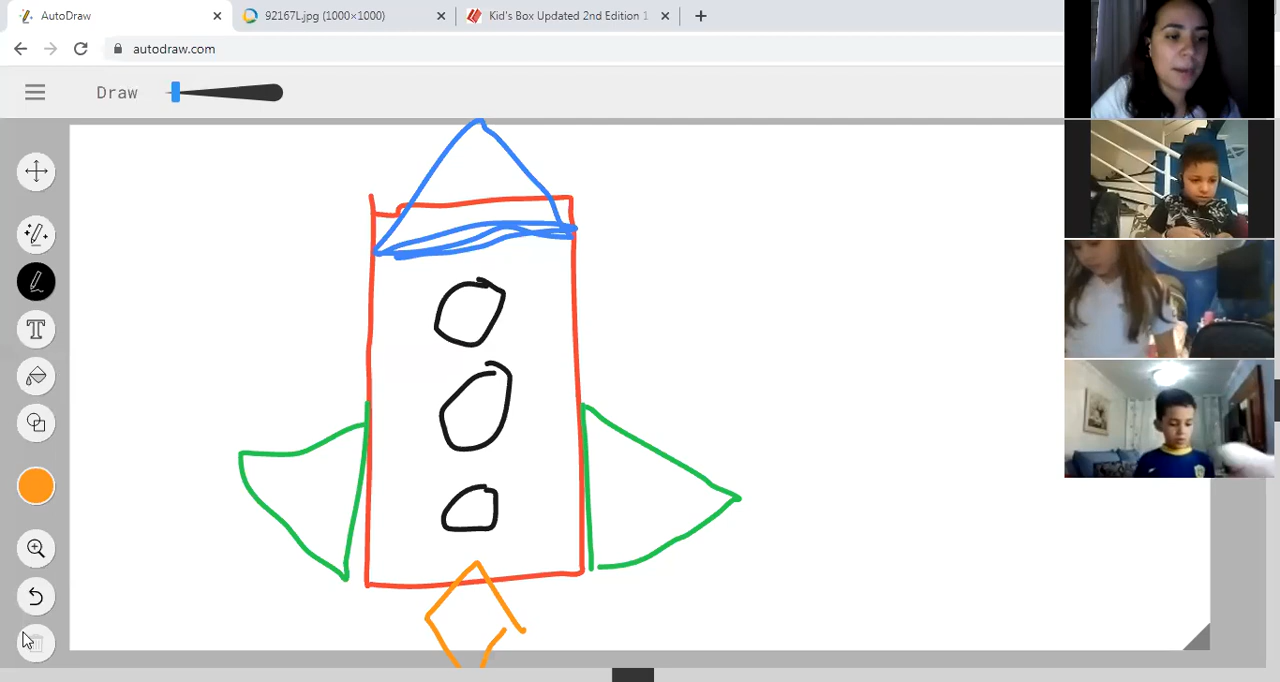 AutoDraw
92167L.jpg (1000×1000)
Kid's Box Updated 2nd Edition 1
autodraw.com
Draw
T